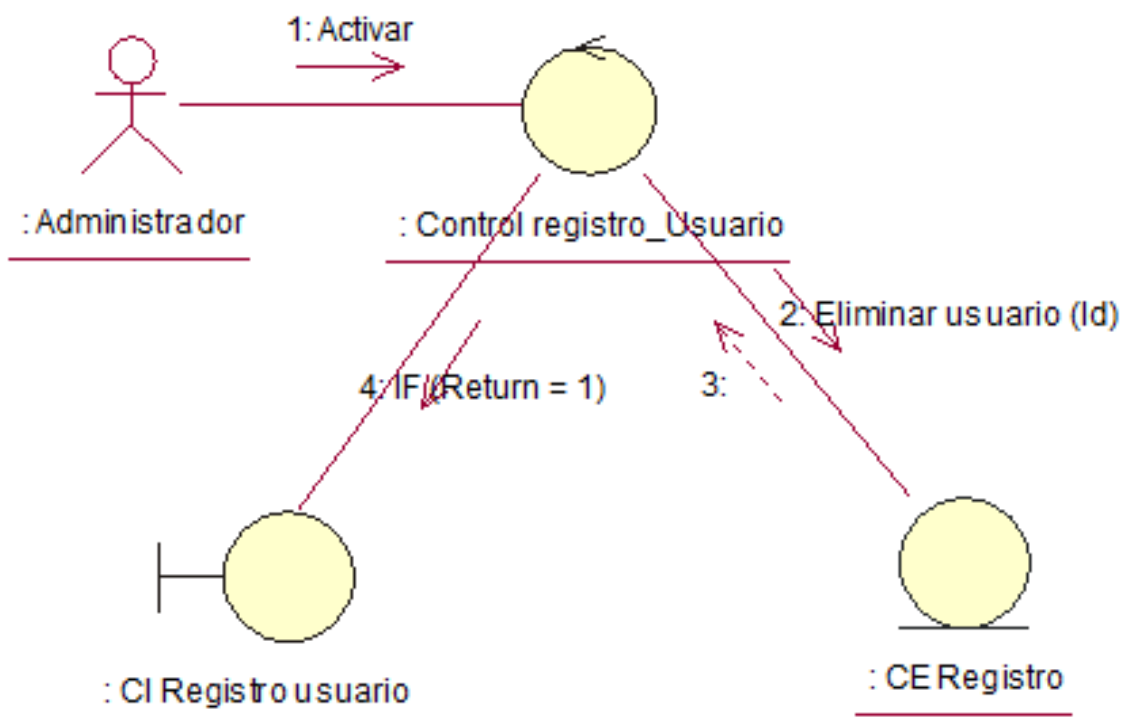 1: Activar
: Administrador
: Control registro_Usuario
2: Eliminar usuario (Id)
4: IF (Return = 1)
3:
: CI Registro usuario
: CE Registro